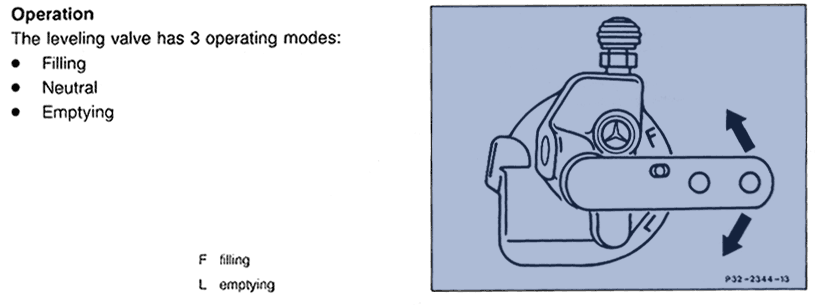 Operation
The leveling valve has 3 operating modes:
● Filling
● Neutral
● Emptying
F filling
L emptying
F
L
P32-2344-13